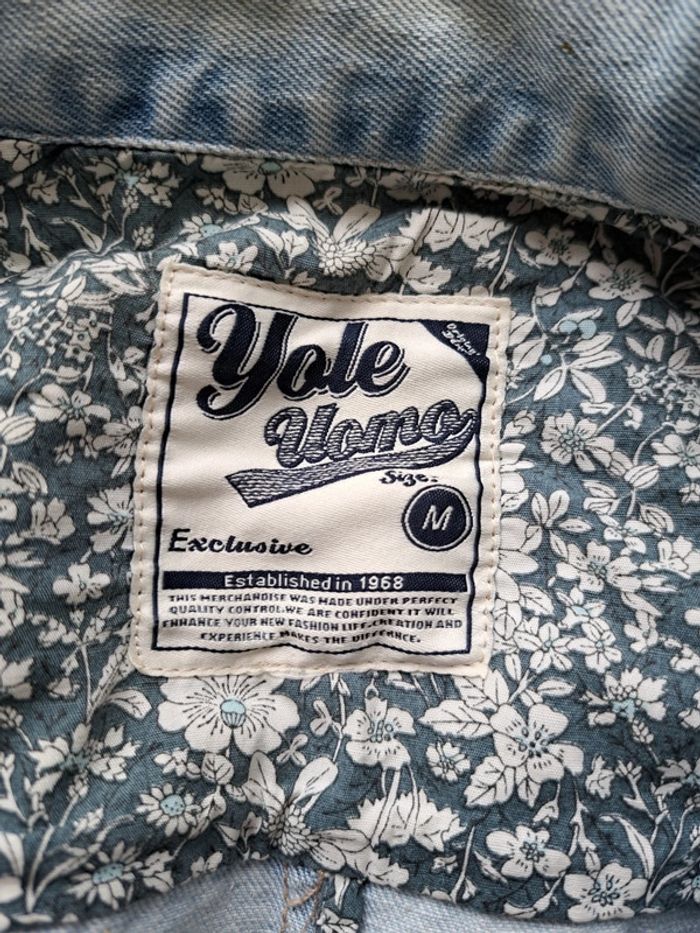 Yole
Uomo
Size:
M
Exclusive
Established in 1968
THIS MERCHANDISE WAS MADE UNDER PERFECT
QUALITY CONTROL.WE ARE CONFIDENT IT WILL
ENHANCE YOUR NEW FASHION LIFE.CREATION AND
EXPERIENCE MAKES THE DIFFERNCE.